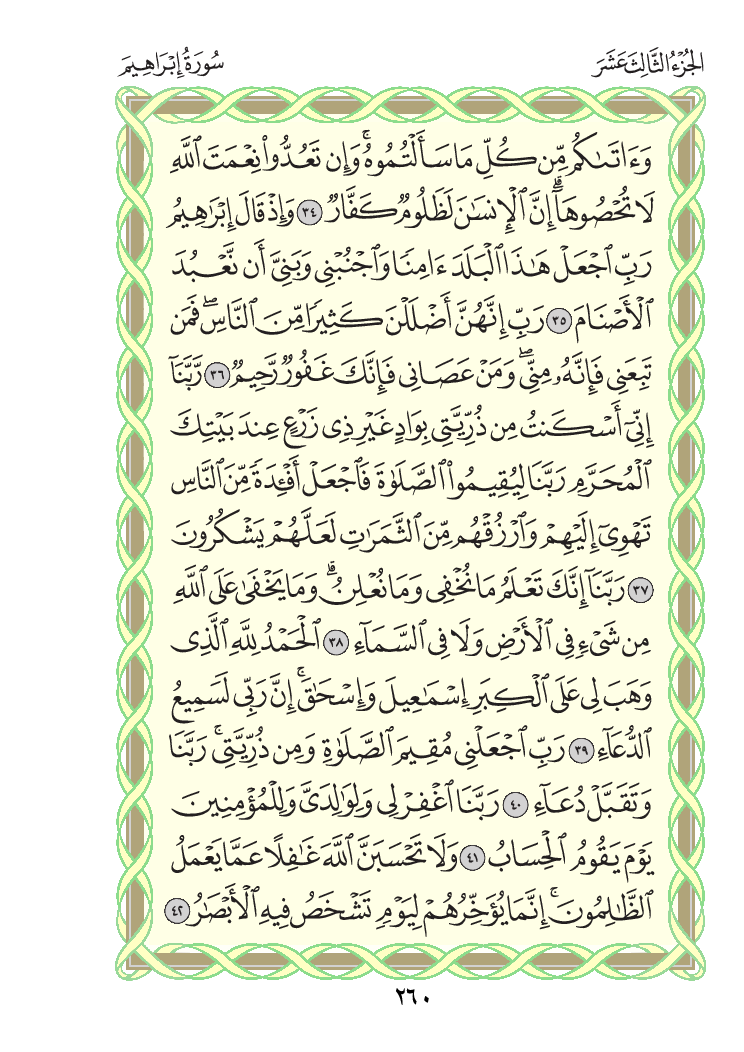 الجُزْءُ الثَّالِثَ عَشَرَ
سُورَةُ إِبْرَاهِيمَ
وَءَاتَىٰكُم مِّن كُلِّ مَا سَأَلْتُمُوهُۚ وَإِن تَعُدُّوا۟ نِعْمَتَ ٱللَّهِ
لَا تُحْصُوهَآۗ إِنَّ ٱلْإِنسَٰنَ لَظَلُومٌ كَفَّارٌ ٣٤ وَإِذْ قَالَ إِبْرَٰهِيمُ
رَبِّ ٱجْعَلْ هَٰذَا ٱلْبَلَدَ ءَامِنًا وَٱجْنُبْنِى وَبَنِىَّ أَن نَّعْبُدَ
ٱلْأَصْنَامَ ٣٥ رَبِّ إِنَّهُنَّ أَضْلَلْنَ كَثِيرًا مِّنَ ٱلنَّاسِۖ فَمَن
تَبِعَنِى فَإِنَّهُۥ مِنِّىۖ وَمَنْ عَصَانِى فَإِنَّكَ غَفُورٌ رَّحِيمٌ ٣٦ رَّبَّنَآ
إِنِّىٓ أَسْكَنتُ مِن ذُرِّيَّتِى بِوَادٍ غَيْرِ ذِى زَرْعٍ عِندَ بَيْتِكَ
ٱلْمُحَرَّمِ رَبَّنَا لِيُقِيمُوا۟ ٱلصَّلَوٰةَ فَٱجْعَلْ أَفْـِٔدَةً مِّنَ ٱلنَّاسِ
تَهْوِىٓ إِلَيْهِمْ وَٱرْزُقْهُم مِّنَ ٱلثَّمَرَٰتِ لَعَلَّهُمْ يَشْكُرُونَ
٣٧ رَبَّنَآ إِنَّكَ تَعْلَمُ مَا نُخْفِى وَمَا نُعْلِنُۗ وَمَا يَخْفَىٰ عَلَى ٱللَّهِ
مِن شَىْءٍ فِى ٱلْأَرْضِ وَلَا فِى ٱلسَّمَآءِ ٣٨ ٱلْحَمْدُ لِلَّهِ ٱلَّذِى
وَهَبَ لِى عَلَى ٱلْكِبَرِ إِسْمَٰعِيلَ وَإِسْحَٰقَۚ إِنَّ رَبِّى لَسَمِيعُ
ٱلدُّعَآءِ ٣٩ رَبِّ ٱجْعَلْنِى مُقِيمَ ٱلصَّلَوٰةِ وَمِن ذُرِّيَّتِىۚ رَبَّنَا
وَتَقَبَّلْ دُعَآءِ ٤٠ رَبَّنَا ٱغْفِرْ لِى وَلِوَٰلِدَىَّ وَلِلْمُؤْمِنِينَ
يَوْمَ يَقُومُ ٱلْحِسَابُ ٤١ وَلَا تَحْسَبَنَّ ٱللَّهَ غَٰفِلًا عَمَّا يَعْمَلُ
ٱلظَّٰلِمُونَۚ إِنَّمَا يُؤَخِّرُهُمْ لِيَوْمٍ تَشْخَصُ فِيهِ ٱلْأَبْصَٰرُ ٤٢
٢٦٠